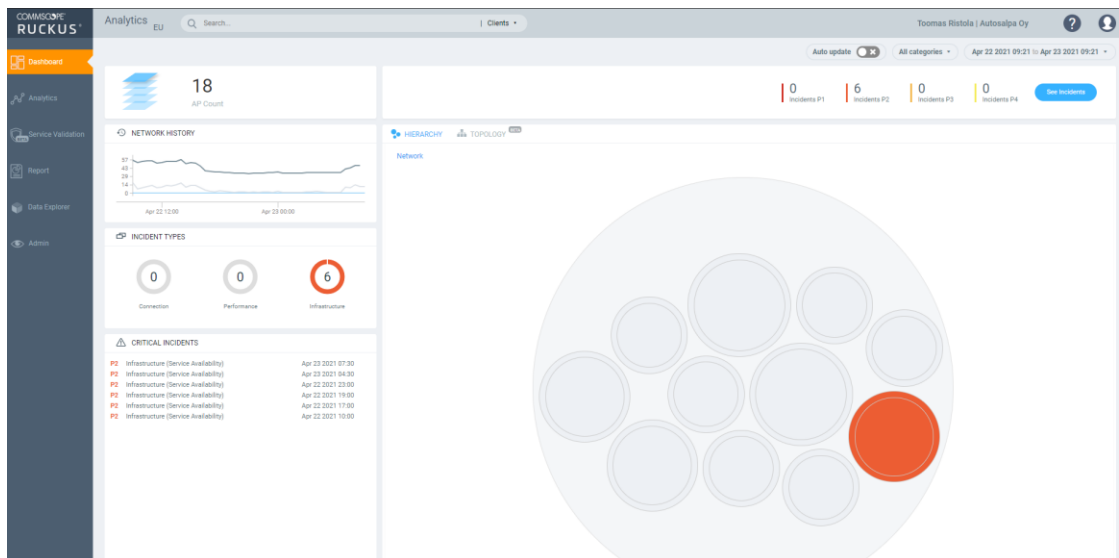 COMMSCOPE
RUCKUS
Analytics EU
Search...
| Clients
Toomas Ristola | Autosalpa Oy
?
Auto update
All categories
Apr 22 2021 09:21 to Apr 23 2021 09:21
Dashboard
Analytics
Service Validation
BETA
Report
Data Explorer
Admin
18
AP Count
0
Incidents P1
6
Incidents P2
0
Incidents P3
0
Incidents P4
See Incidents
NETWORK HISTORY
57
43
29
14
0
Apr 22 12:00
Apr 23 00:00
HIERARCHY
TOPOLOGY BETA
Network
INCIDENT TYPES
0
0
6
Connection
Performance
Infrastructure
CRITICAL INCIDENTS
P2 Infrastructure (Service Availability) Apr 23 2021 07:30
P2 Infrastructure (Service Availability) Apr 23 2021 04:30
P2 Infrastructure (Service Availability) Apr 22 2021 23:00
P2 Infrastructure (Service Availability) Apr 22 2021 19:00
P2 Infrastructure (Service Availability) Apr 22 2021 17:00
P2 Infrastructure (Service Availability) Apr 22 2021 10:00